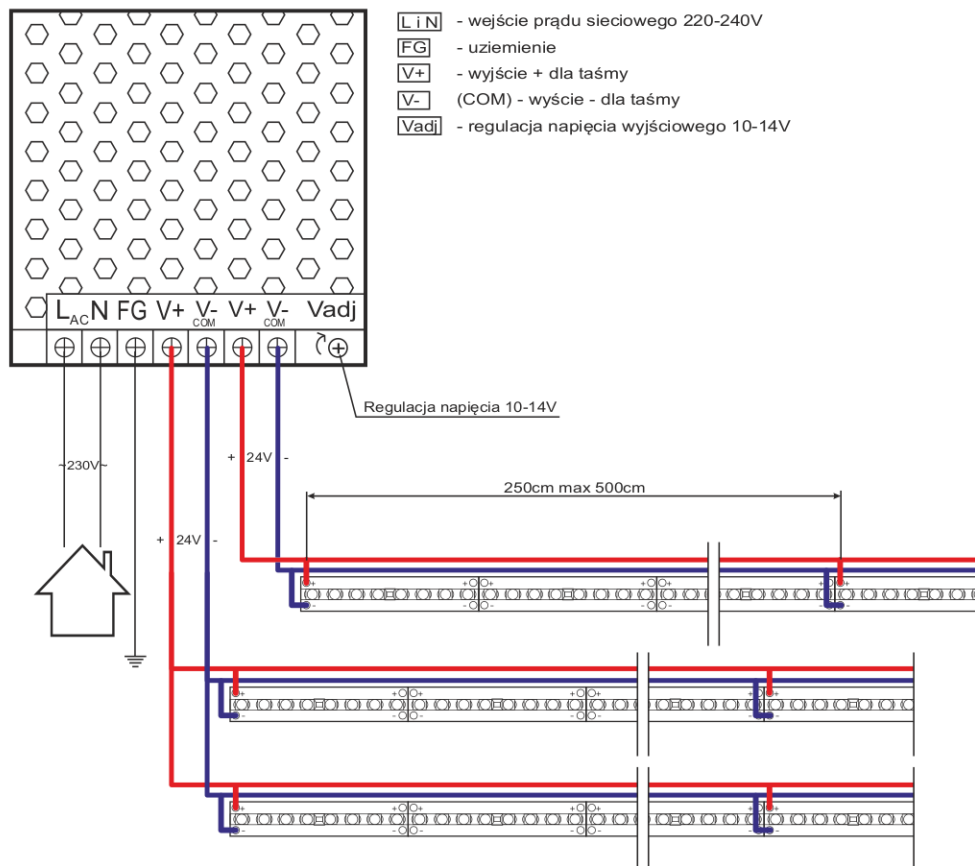 L i N - wejście prądu sieciowego 220-240V
FG - uziemienie
V+ - wyjście + dla taśmy
V- (COM) - wyście - dla taśmy
Vadj - regulacja napięcia wyjściowego 10-14V
L AC N FG V+ V- COM V+ V- COM Vadj
Regulacja napięcia 10-14V
~230V~
+ 24V -
250cm max 500cm
+ 24V -
+ + + + +
- - - -
+ + + +
- - -
+ + +
- - -